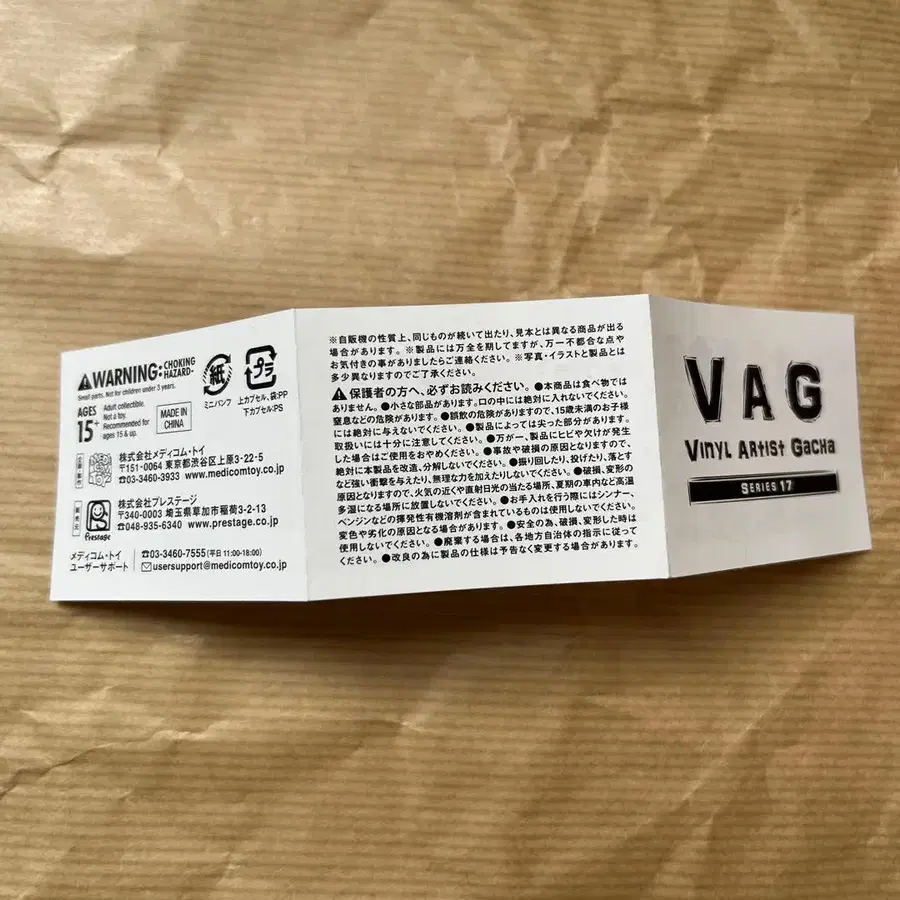 ⚠WARNING: CHOKING HAZARD-
Small parts. Not for children under 3 years.
AGES 15+
Adult collectible.
Not a toy.
Recommended for
ages 15 & up.
MADE IN
CHINA
紙
ミニパンフ
プラ
上カプセル、袋:PP
下カプセル:PS
株式会社メディコム・トイ
〒151-0064 東京都渋谷区上原3-22-5
☎03-3460-3933 www.medicomtoy.co.jp
販売元
Prestage
株式会社プレステージ
〒340-0003 埼玉県草加市稲荷3-2-13
☎048-935-6340 www.prestage.co.jp
メディコム・トイ
ユーザーサポート
☎03-3460-7555(平日11:00-18:00)
✉usersupport@medicomtoy.co.jp
※自販機の性質上、同じものが続いて出たり、見本とは異なる商品が出る
場合があります。※製品には万全を期してますが、万一不都合な点や
お気付きの事がありましたらご連絡ください。※写真・イラストと製品とは
多少異なりますのでご了承ください。
⚠保護者の方へ、必ずお読みください。●本商品は食べ物では
ありません。●小さな部品があります。口の中には絶対に入れないでください。
窒息などの危険があります。●誤飲の危険がありますので、15歳未満のお子様
には絶対に与えないでください。●製品によっては尖った部分があります。
取扱いには十分に注意してください。●万が一、製品にヒビや欠けが発生
した場合はご使用をおやめください。●事故や破損の原因となりますので、
絶対に本製品を改造、分解しないでください。●振り回したり、投げたり、落とす
など強い衝撃を与えたり、無理な力を加えたりしないでください。●破損、変形の
原因となりますので、火気の近くや直射日光の当たる場所、夏期の車内など高温
多湿になる場所に放置しないでください。●お手入れを行う際にはシンナー、
ベンジンなどの揮発性有機溶剤が含まれているものは使用しないでください。
変色や劣化の原因となる場合があります。●安全の為、破損、変形した時は
使用しないでください。●廃棄する場合は、各地方自治体の指示に従って
ください。●改良の為に製品の仕様は予告なく変更する場合があります。
VAG
VINYL ARTIST GACHA
SERIES 17